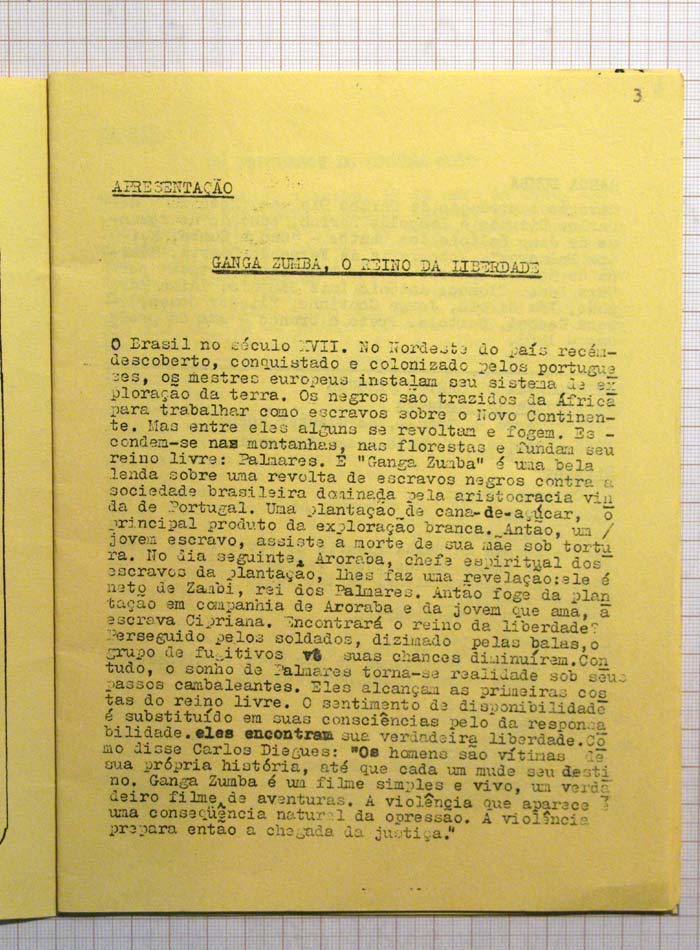 3
APRESENTAÇÃO
GANGA ZUMBA, O REINO DA LIBERDADE
O Brasil no século XVII. No Nordeste do país recém-
descoberto, conquistado e colonizado pelos portugue
ses, os mestres europeus instalam seu sistema de ex
ploração da terra. Os negros são trazidos da África
para trabalhar como escravos sobre o Novo Continen-
te. Mas entre eles alguns se revoltam e fogem. Es -
condem-se nas montanhas, nas florestas e fundam seu
reino livre: Palmares. E "Ganga Zumba" é uma bela
lenda sobre uma revolta de escravos negros contra a
sociedade brasileira dominada pela aristocracia vin
da de Portugal. Uma plantação de cana-de-açúcar, o
principal produto da exploração branca. Antão, um /
jovem escravo, assiste a morte de sua mãe sob tortu
ra. No dia seguinte, Aroraba, chefe espiritual dos
escravos da plantação, lhes faz uma revelação:ele é
neto de Zambi, rei dos Palmares. Antão foge da plan
tação em companhia de Aroraba e da jovem que ama, a
escrava Cipriana. Encontrará o reino da liberdade?
Perseguido pelos soldados, dizimado pelas balas,o
grupo de fugitivos vê suas chances diminuírem.Con
tudo, o sonho de Palmares torna-se realidade sob seus
passos cambaleantes. Eles alcançam as primeiras cos
tas do reino livre. O sentimento de disponibilidade
é substituído em suas consciências pelo da responsa
bilidade.eles encontram sua verdadeira liberdade.Co
mo disse Carlos Diegues: "Os homens são vítimas de
sua própria história, até que cada um mude seu desti
no. Ganga Zumba é um filme simples e vivo, um verda
deiro filme de aventuras. A violência que aparece é
uma conseqüência natural da opressão. A violência
prepara então a chegada da justiça."